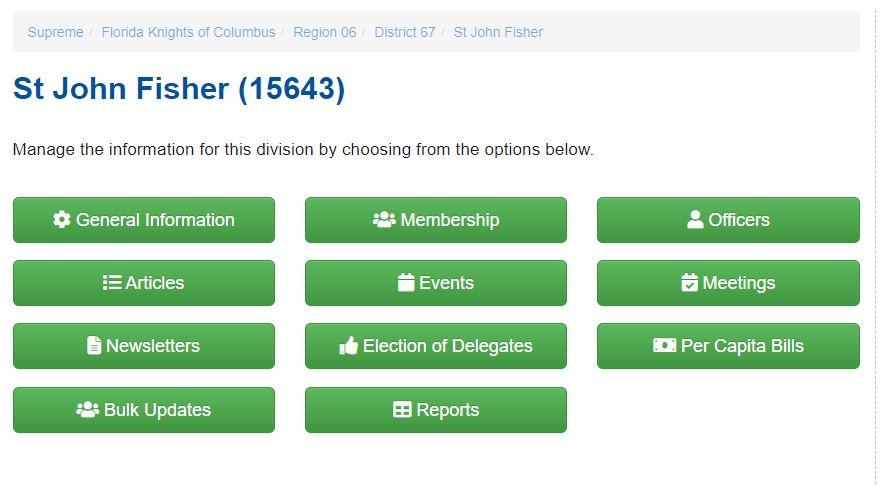 Supreme / Florida Knights of Columbus / Region 06 / District 67 / St John Fisher
St John Fisher (15643)
Manage the information for this division by choosing from the options below.
General Information
Membership
Officers
Articles
Events
Meetings
Newsletters
Election of Delegates
Per Capita Bills
Bulk Updates
Reports